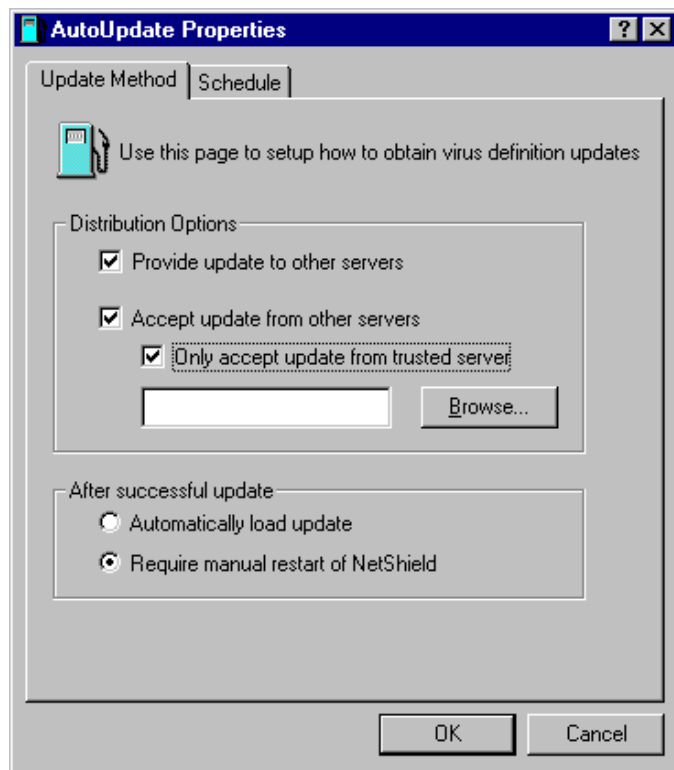 AutoUpdate Properties
Update Method
Schedule
Use this page to setup how to obtain virus definition updates
Distribution Options
Provide update to other servers
Accept update from other servers
Only accept update from trusted server
Browse...
After successful update
Automatically load update
Require manual restart of NetShield
OK
Cancel